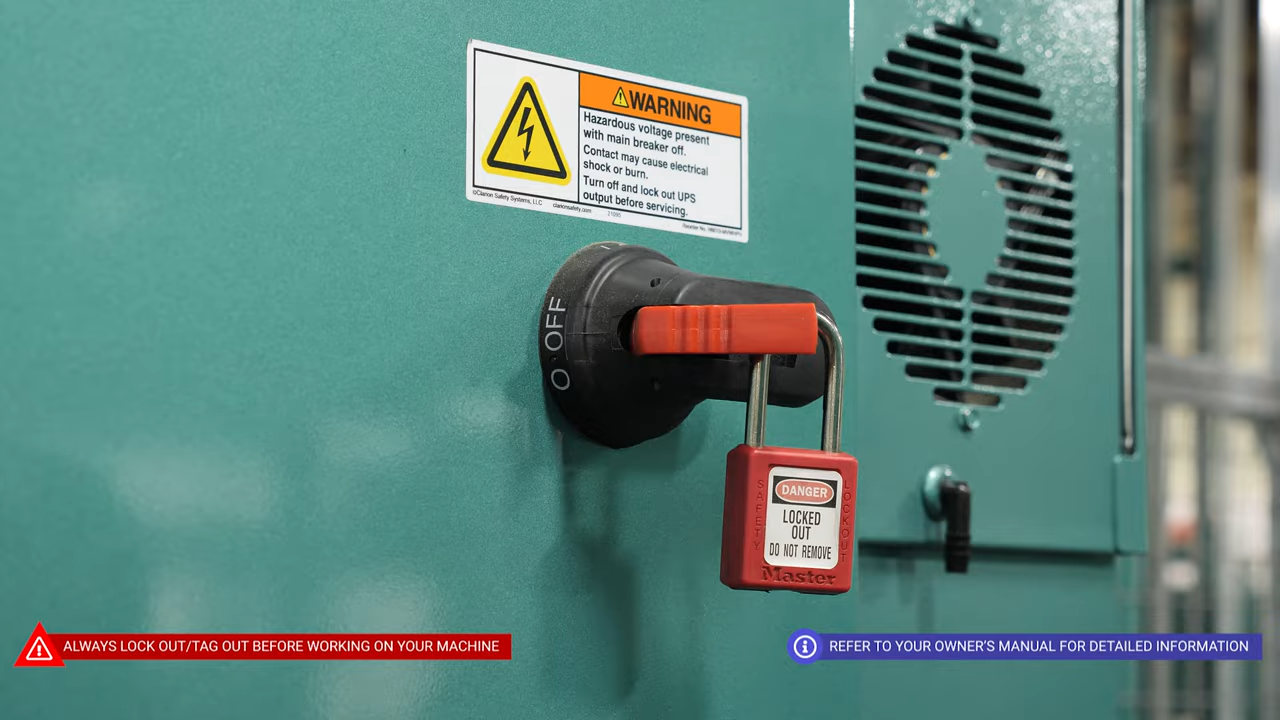 WARNING
Hazardous voltage present
with main breaker off.
Contact may cause electrical
shock or burn.
Turn off and lock out UPS
output before servicing.
©Clarion Safety Systems, LLC clarionsafety.com
O OFF
DANGER
LOCKED
OUT
DO NOT REMOVE
SAFETY
LOCKOUT
Master
ALWAYS LOCK OUT/TAG OUT BEFORE WORKING ON YOUR MACHINE
REFER TO YOUR OWNER'S MANUAL FOR DETAILED INFORMATION